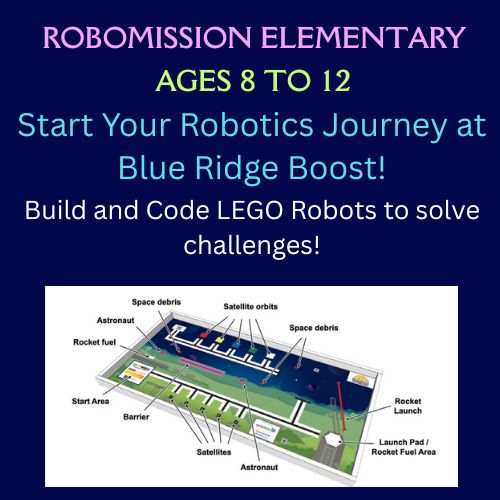 ROBOMISSION ELEMENTARY
AGES 8 TO 12
Start Your Robotics Journey at
Blue Ridge Boost!
Build and Code LEGO Robots to solve
challenges!
Space debris
Satellite orbits
Astronaut
Space debris
Rocket fuel
Start Area
Barrier
Rocket
Launch
Launch Pad /
Rocket Fuel Area
Satellites
Astronaut